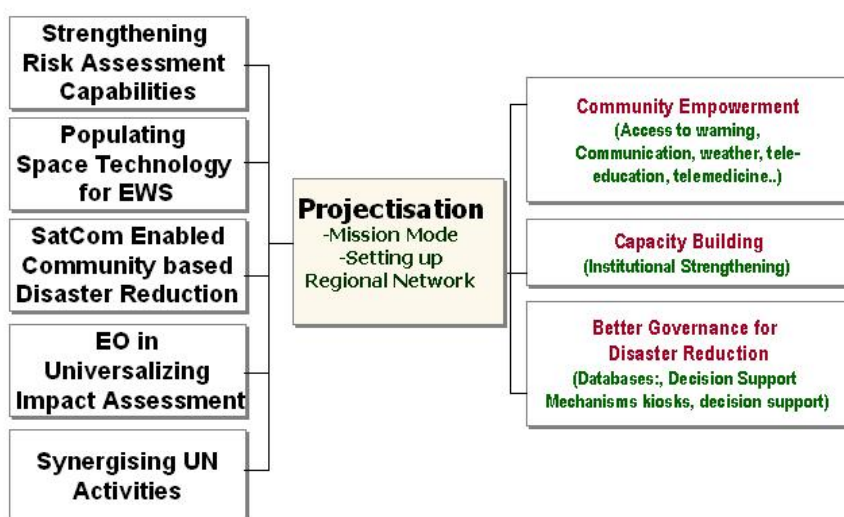 Strengthening
Risk Assessment
Capabilities
Populating
Space Technology
for EWS
SatCom Enabled
Community based
Disaster Reduction
EO in
Universalizing
Impact Assessment
Synergising UN
Activities
Projectisation
-Mission Mode
-Setting up
Regional Network
Community Empowerment
(Access to warning,
Communication, weather, tele-
education, telemedicine..)
Capacity Building
(Institutional Strengthening)
Better Governance for
Disaster Reduction
(Databases:, Decision Support
Mechanisms kiosks, decision support)